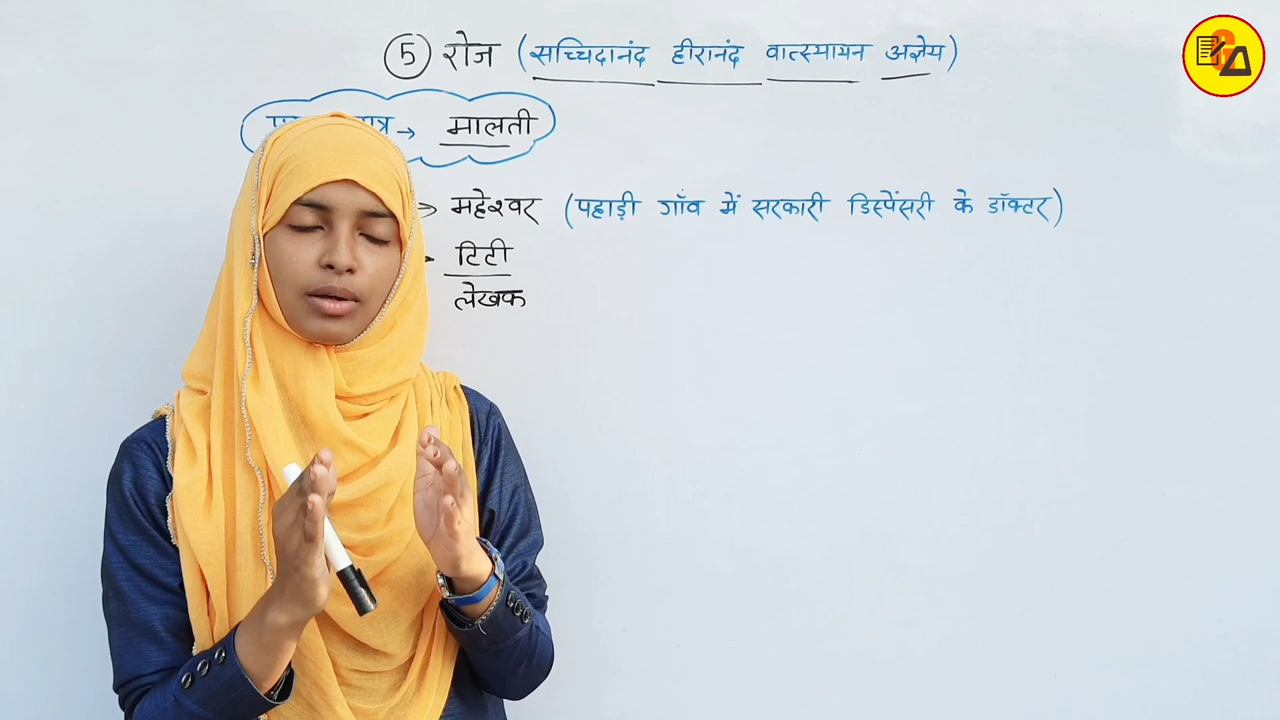 5 रोज (सच्चिदानंद हीरानंद वात्स्यायन अज्ञेय)
→ मालती
→ महेश्वर (पहाड़ी गाँव में सरकारी डिस्पेंसरी के डॉक्टर)
टिटी
लेखक